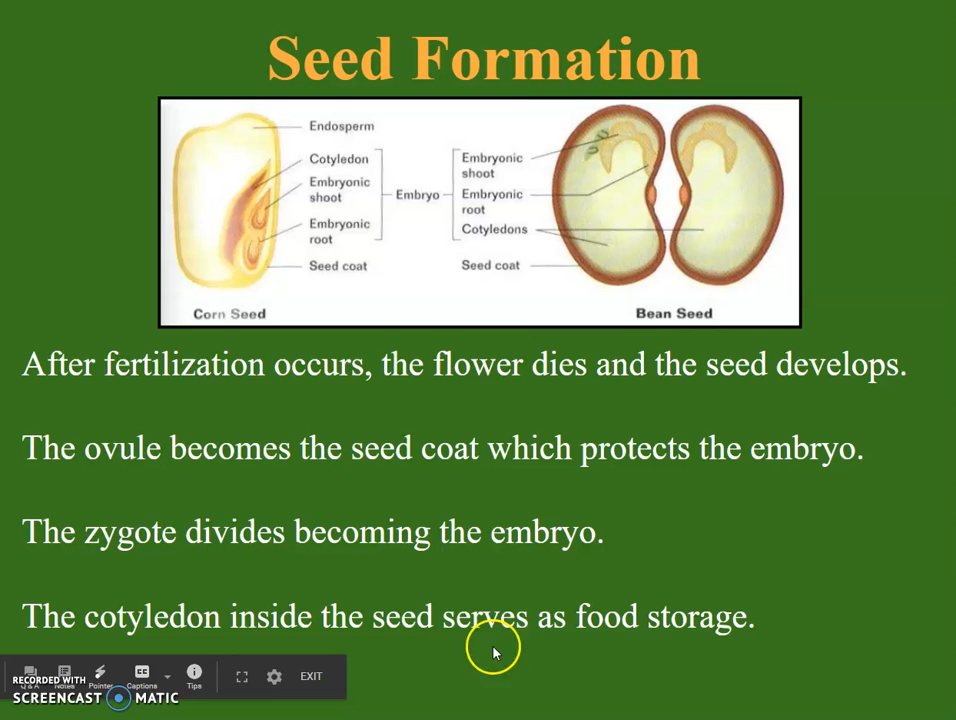 Seed Formation
Endosperm
Cotyledon
Embryonic
shoot
Embryonic
root
Seed coat
Embryo
Embryonic
shoot
Embryonic
root
Cotyledons
Seed coat
Corn Seed
Bean Seed
After fertilization occurs, the flower dies and the seed develops.
The ovule becomes the seed coat which protects the embryo.
The zygote divides becoming the embryo.
The cotyledon inside the seed serves as food storage.
Q&A Notes Pointer Captions Tips EXIT
RECORDED WITH
SCREENCAST MATIC